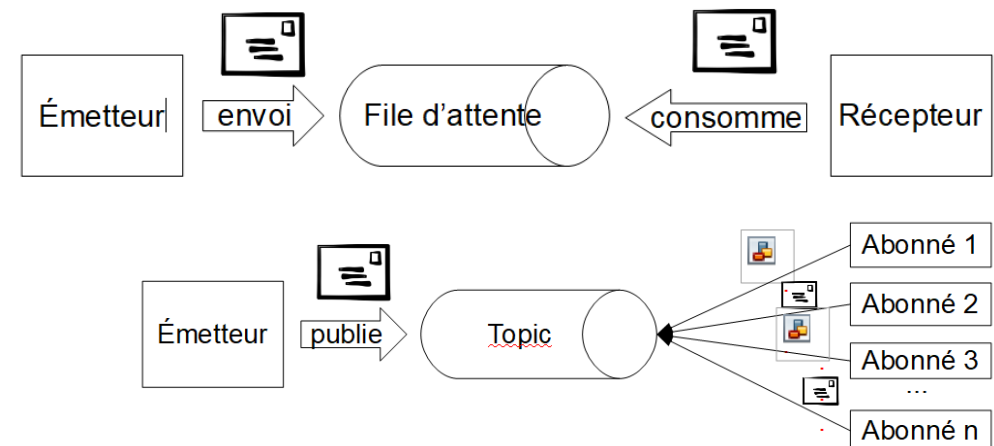 Émetteur
envoi
File d'attente
consomme
Récepteur
Émetteur
publie
Topic
Abonné 1
Abonné 2
Abonné 3
...
Abonné n